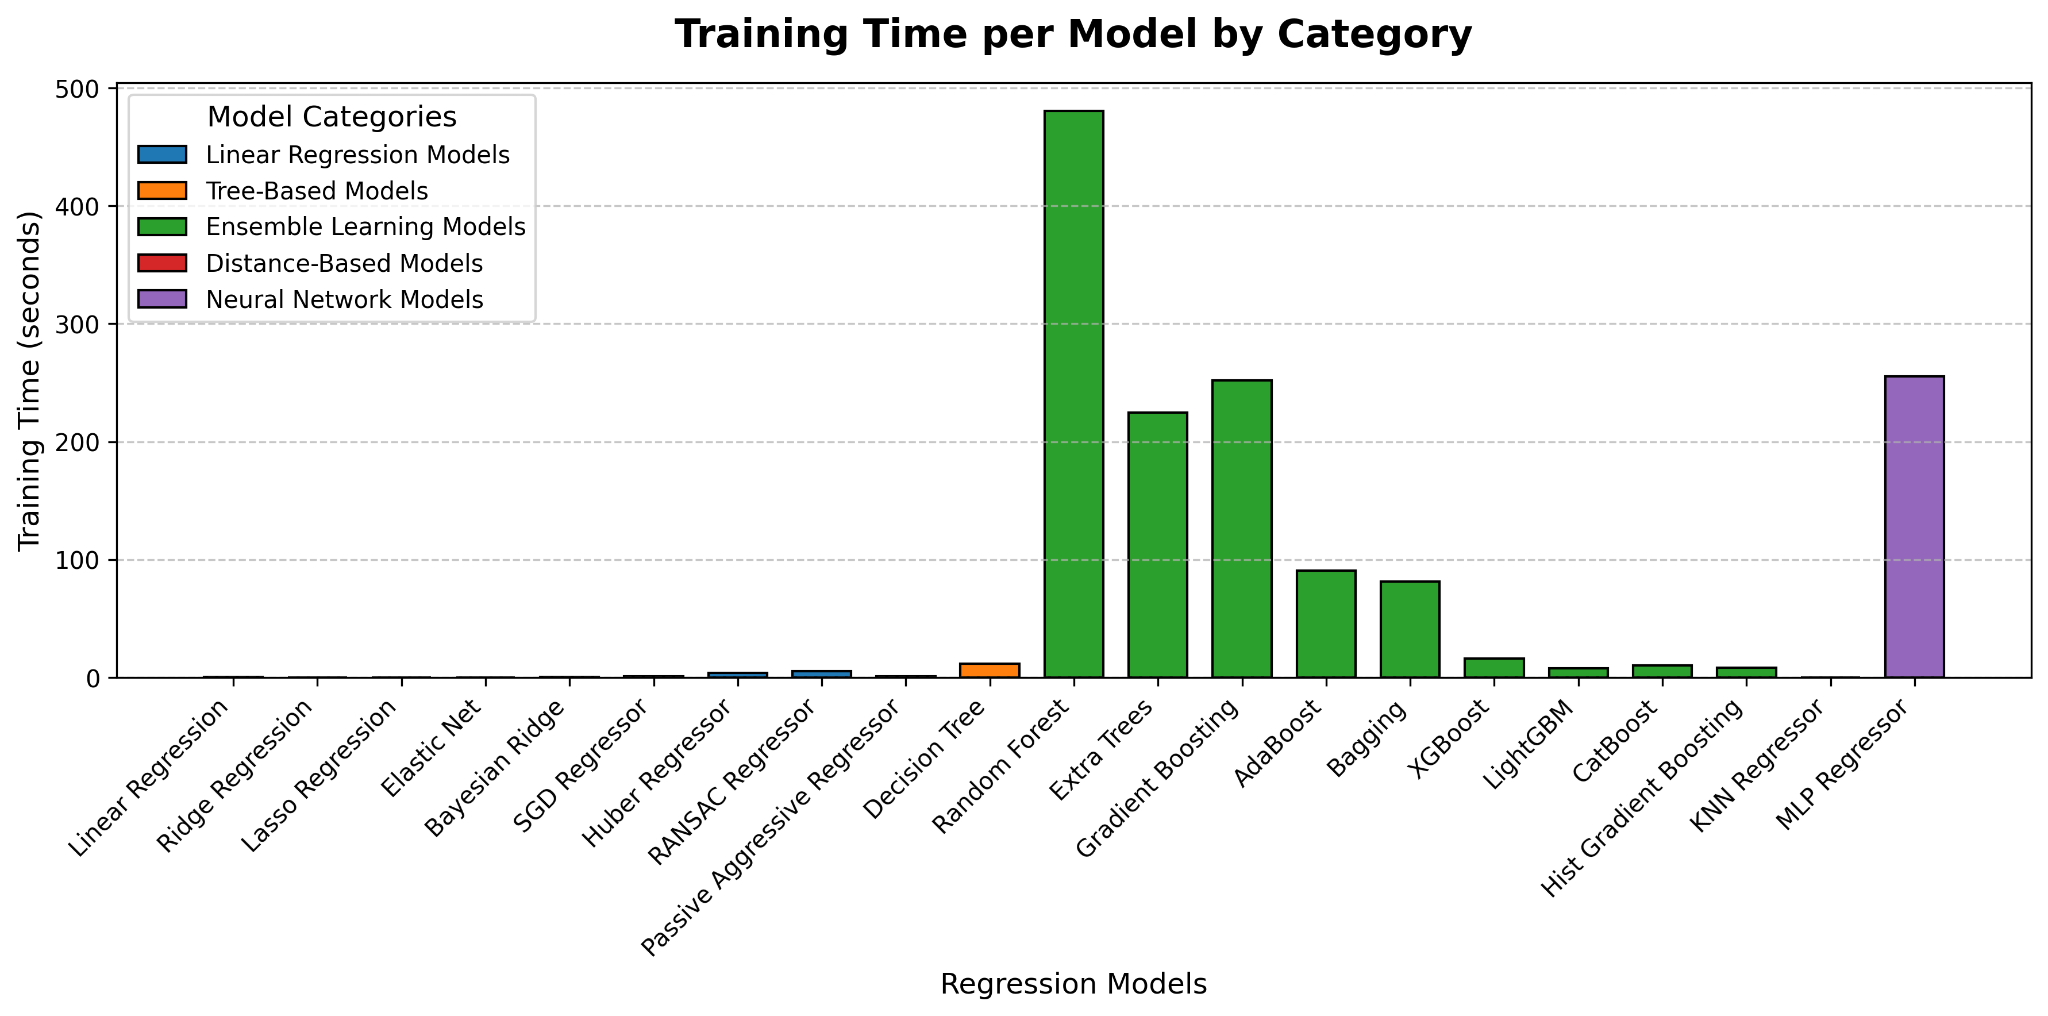 Training Time per Model by Category
Training Time (seconds)
500
400
300
200
100
0
Model Categories
Linear Regression Models
Tree-Based Models
Ensemble Learning Models
Distance-Based Models
Neural Network Models
Linear Regression
Ridge Regression
Lasso Regression
Elastic Net
Bayesian Ridge
SGD Regressor
Huber Regressor
RANSAC Regressor
Passive Aggressive Regressor
Decision Tree
Random Forest
Extra Trees
Gradient Boosting
AdaBoost
Bagging
XGBoost
LightGBM
CatBoost
Hist Gradient Boosting
KNN Regressor
MLP Regressor
Regression Models